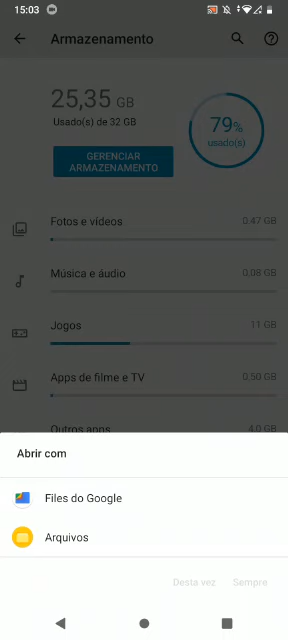 15:03
Armazenamento
25,35 GB
Usado(s) de 32 GB
79%
usado(s)
GERENCIAR
ARMAZENAMENTO
Fotos e vídeos 0,47 GB
Música e áudio 0,08 GB
Jogos 11 GB
Apps de filme e TV 0,50 GB
Outros apps 4,0 GB
Abrir com
Files do Google
Arquivos
Desta vez Sempre